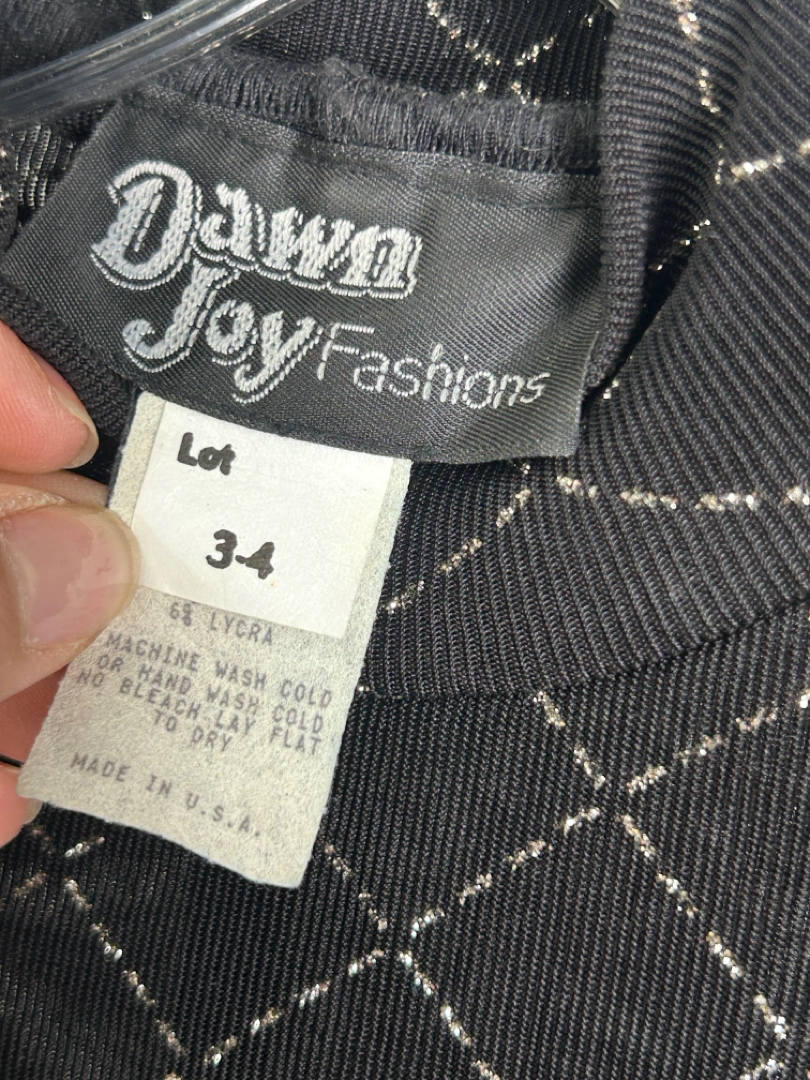 Dawn
Joy Fashions
Lot
3-4
6% LYCRA
MACHINE WASH COLD
OR HAND WASH COLD
NO BLEACH LAY FLAT
TO DRY
MADE IN U.S.A.